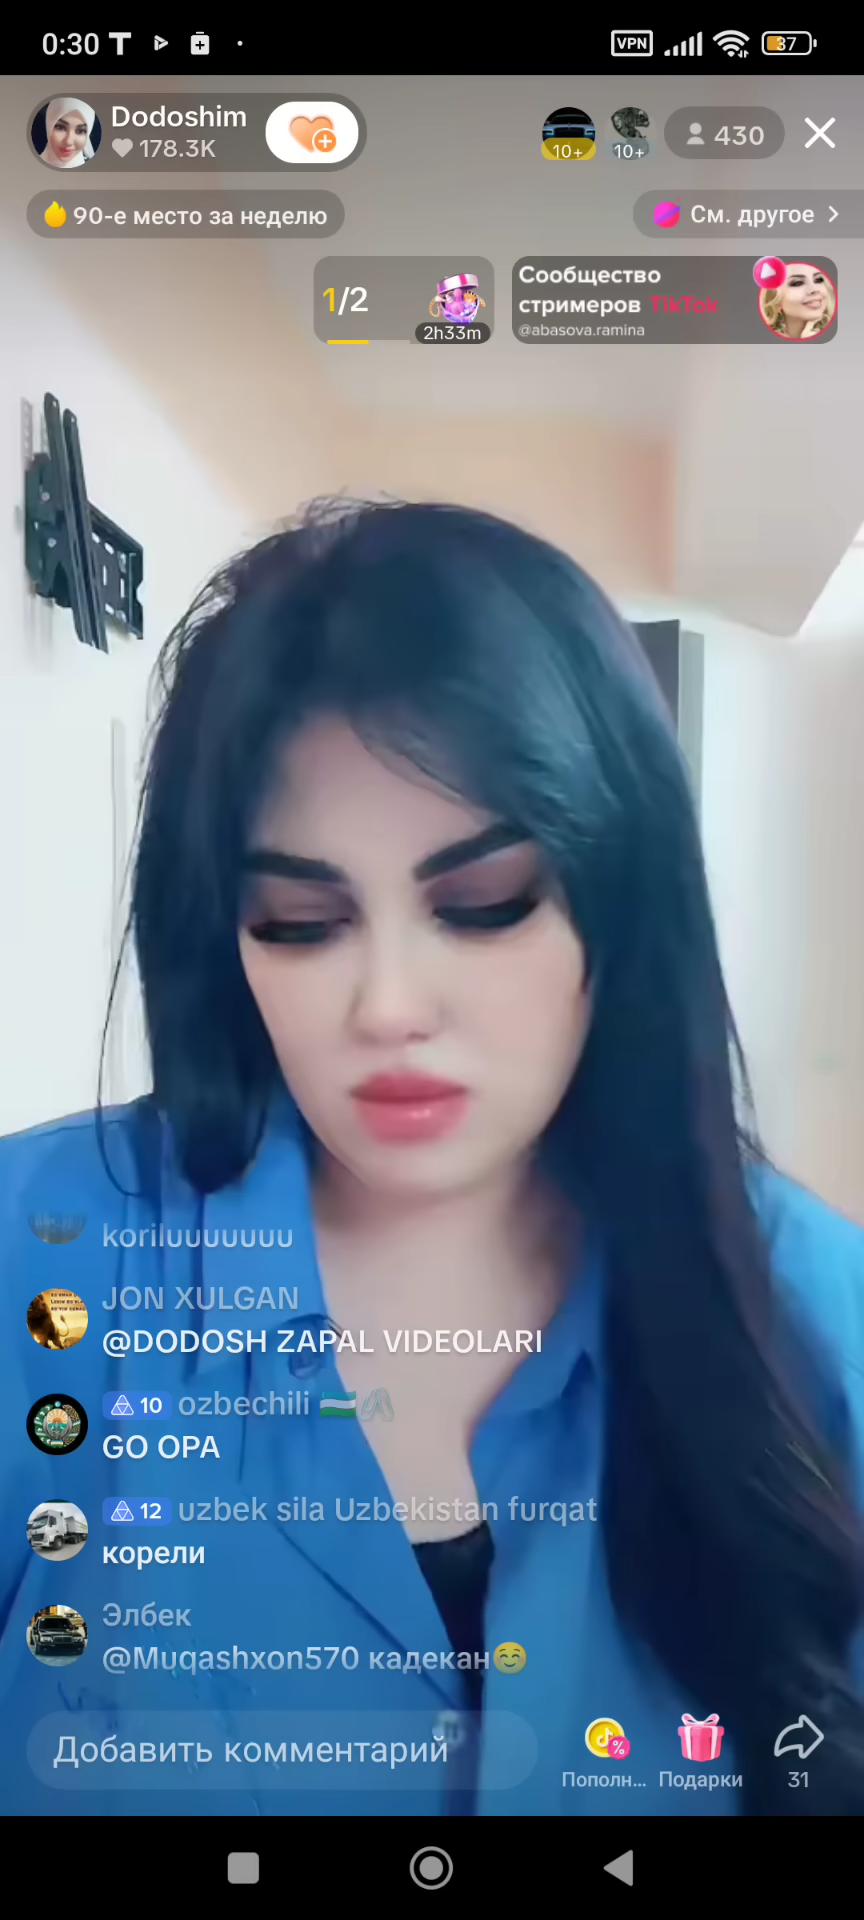 0:30
VPN
37
Dodoshim
178.3K
10+
10+
430
90-е место за неделю
См. другое
1/2
2h33m
Сообщество
стримеров TikTok
@abasova.ramina
koriluuuuuuu
JON XULGAN
@DODOSH ZAPAL VIDEOLARI
10 ozbechili
GO OPA
12 uzbek sila Uzbekistan furqat
корели
Элбек
@Muqashxon570 кадекан
Добавить комментарий
%
Пополн...
Подарки
31